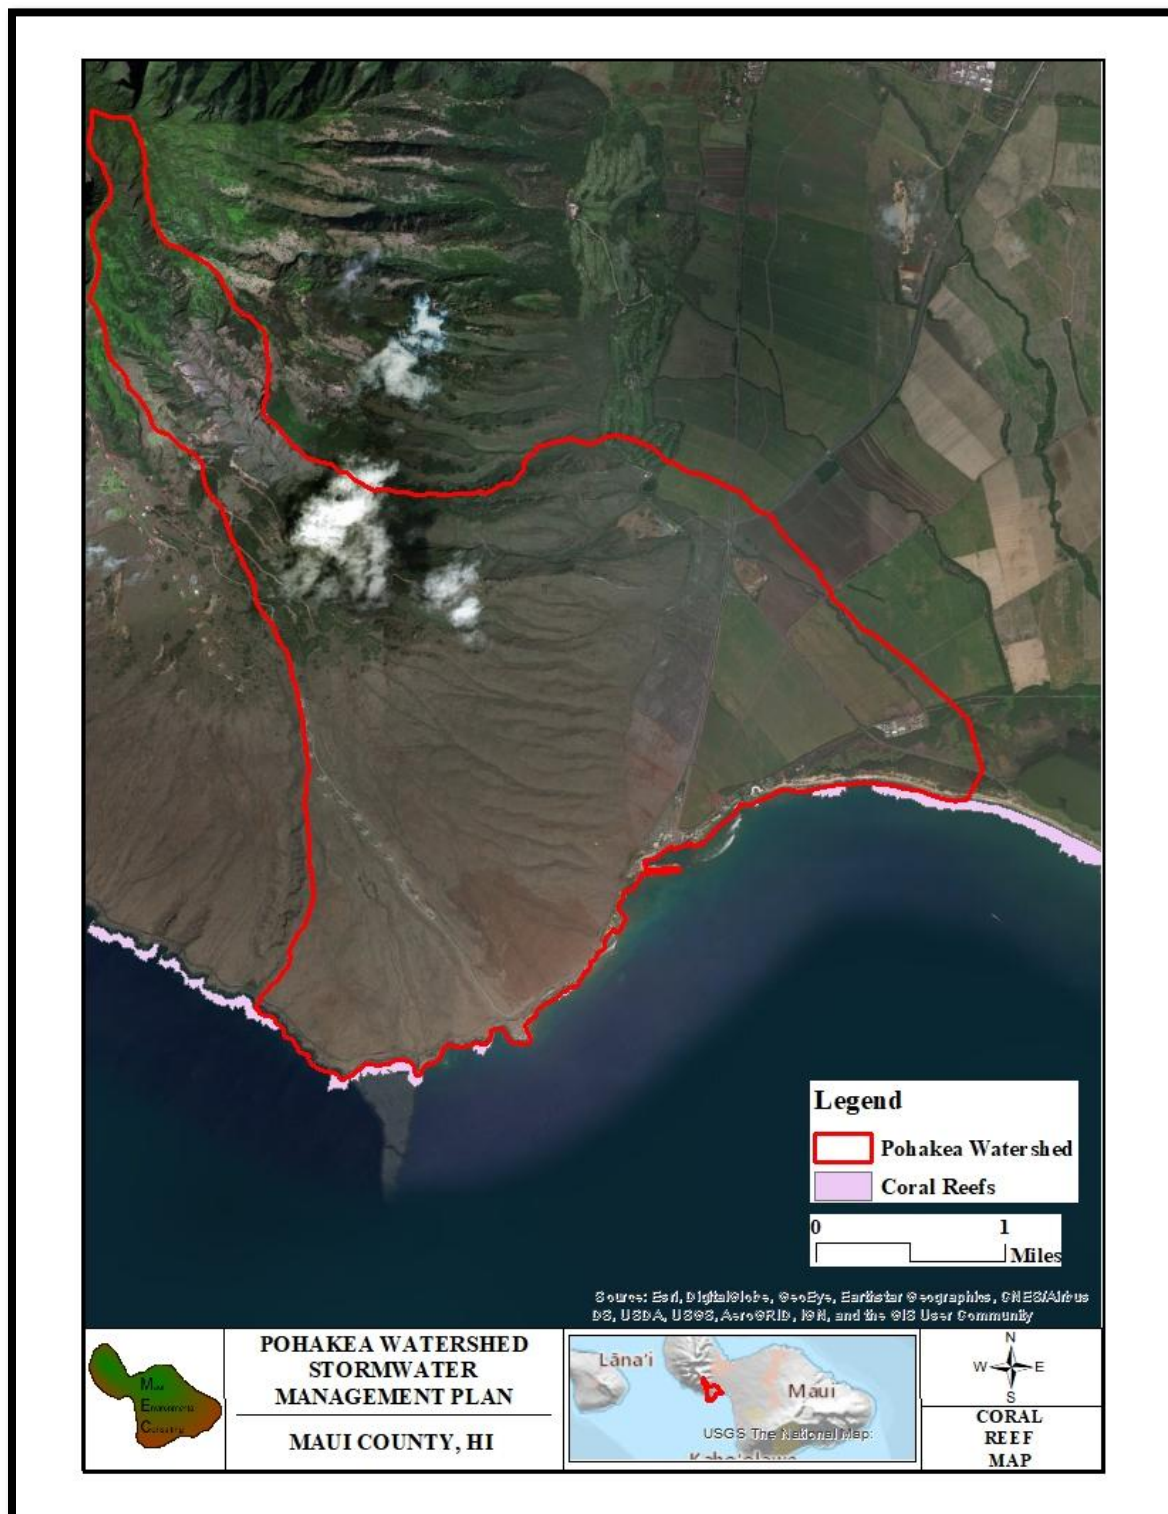 Legend
Pohakea Watershed
Coral Reefs
0 1
Miles
Source: Esri, DigitalGlobe, GeoEye, Earthstar Geographics, CNES/Airbus
DS, USDA, USGS, AeroGRID, IGN, and the GIS User Community
POHAKEA WATERSHED
STORMWATER
MANAGEMENT PLAN
MAUI COUNTY, HI
Lāna'i
Maui
USGS The National Map:
N
W E
S
CORAL
REEF
MAP